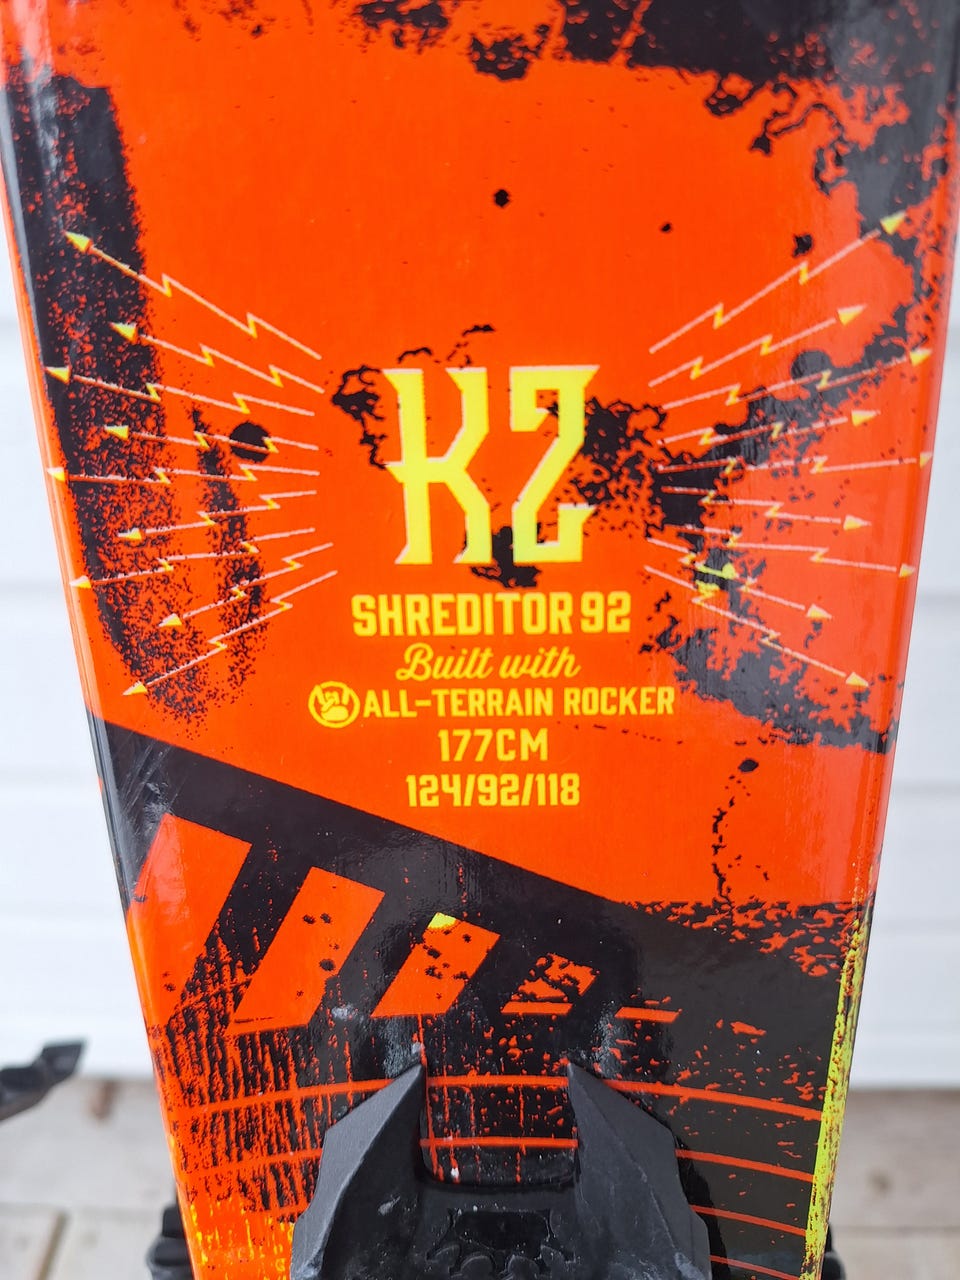 K2
SHREDITOR 92
Built with
ALL-TERRAIN ROCKER
177CM
124/92/118